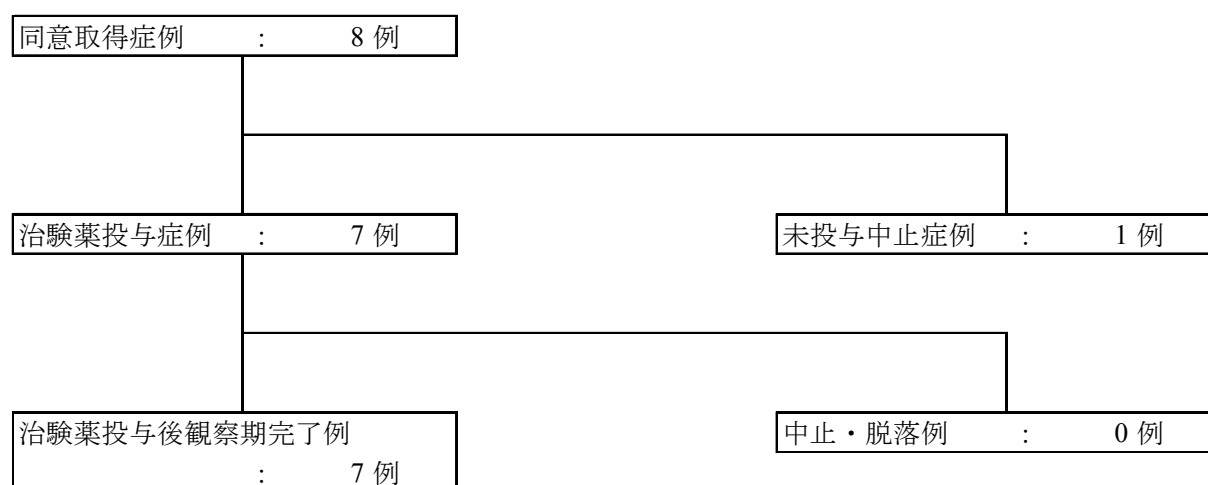 同意取得症例 : 8 例
治験薬投与症例 : 7 例
未投与中止症例 : 1 例
治験薬投与後観察期完了例
: 7 例
中止・脱落例 : 0 例